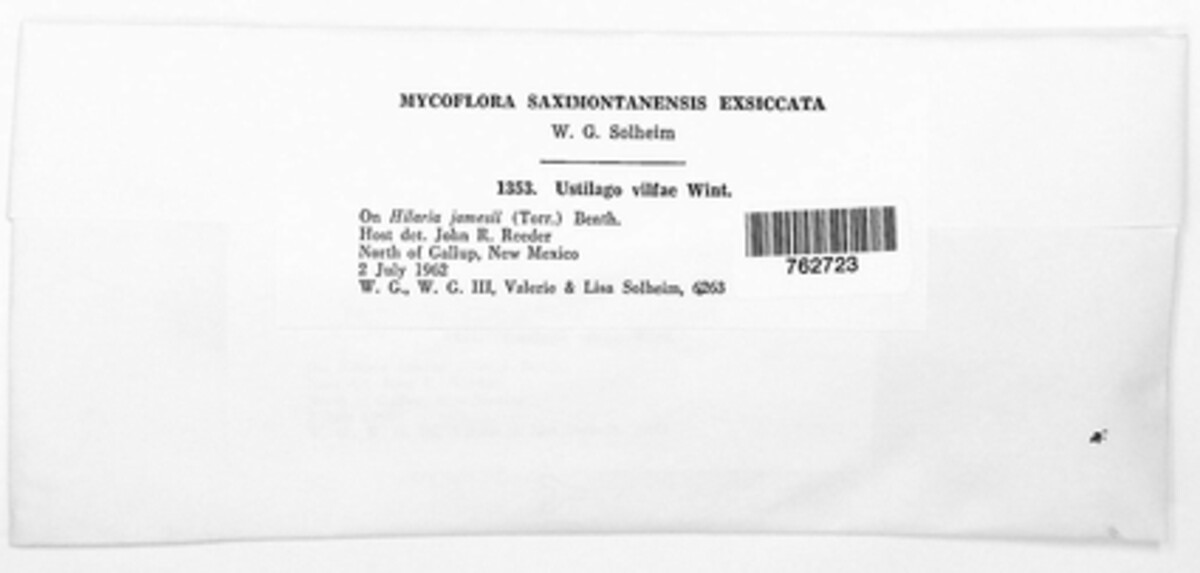 MYCOFLORA SAXIMONTANENSIS EXSICCATA
W. G. Solheim
1353. Ustilago vilfae Wint.
On Hilaria jamesii (Torr.) Benth.
Host det. John R. Reeder
North of Gallup, New Mexico
2 July 1962
W. G., W. G. III, Valerie & Lisa Solheim, 6263
762723